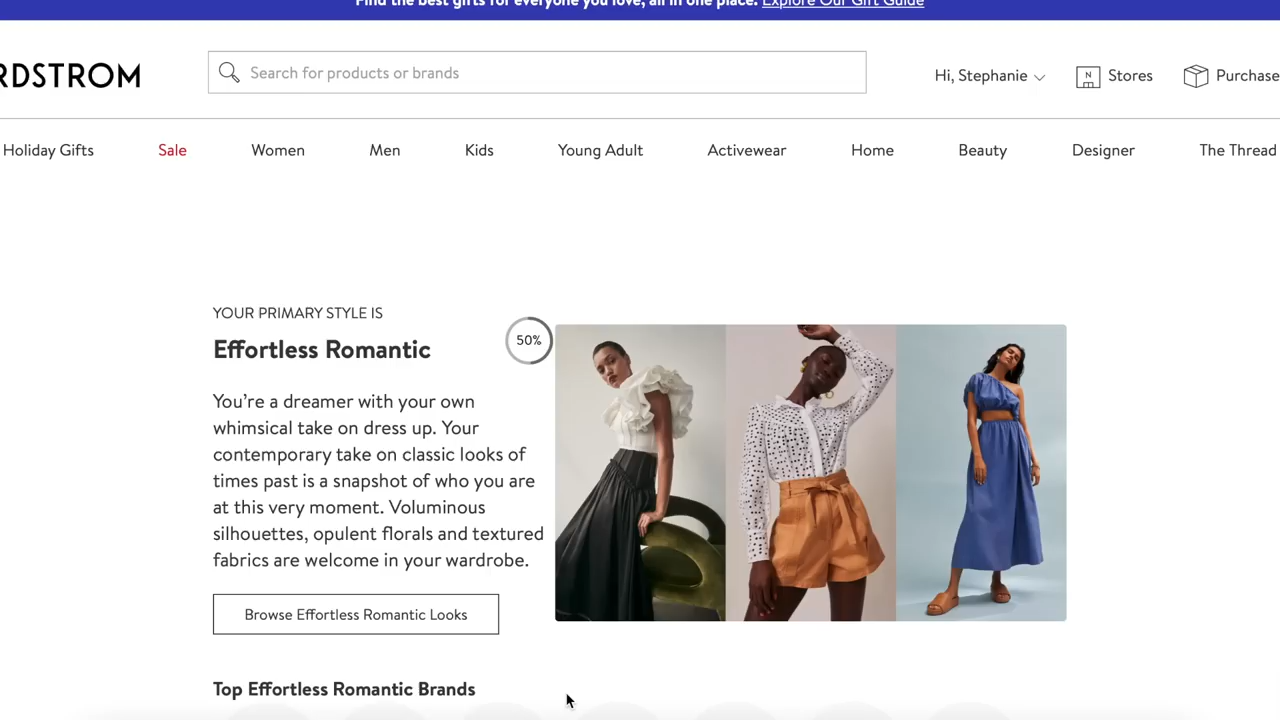 Find the best gifts for everyone you love, all in one place. Explore Our Gift Guide
RDSTROM
Search for products or brands
Hi, Stephanie
N
Stores
Purchase
Holiday Gifts
Sale
Women
Men
Kids
Young Adult
Activewear
Home
Beauty
Designer
The Thread
YOUR PRIMARY STYLE IS
Effortless Romantic
50%
You're a dreamer with your own
whimsical take on dress up. Your
contemporary take on classic looks of
times past is a snapshot of who you are
at this very moment. Voluminous
silhouettes, opulent florals and textured
fabrics are welcome in your wardrobe.
Browse Effortless Romantic Looks
Top Effortless Romantic Brands